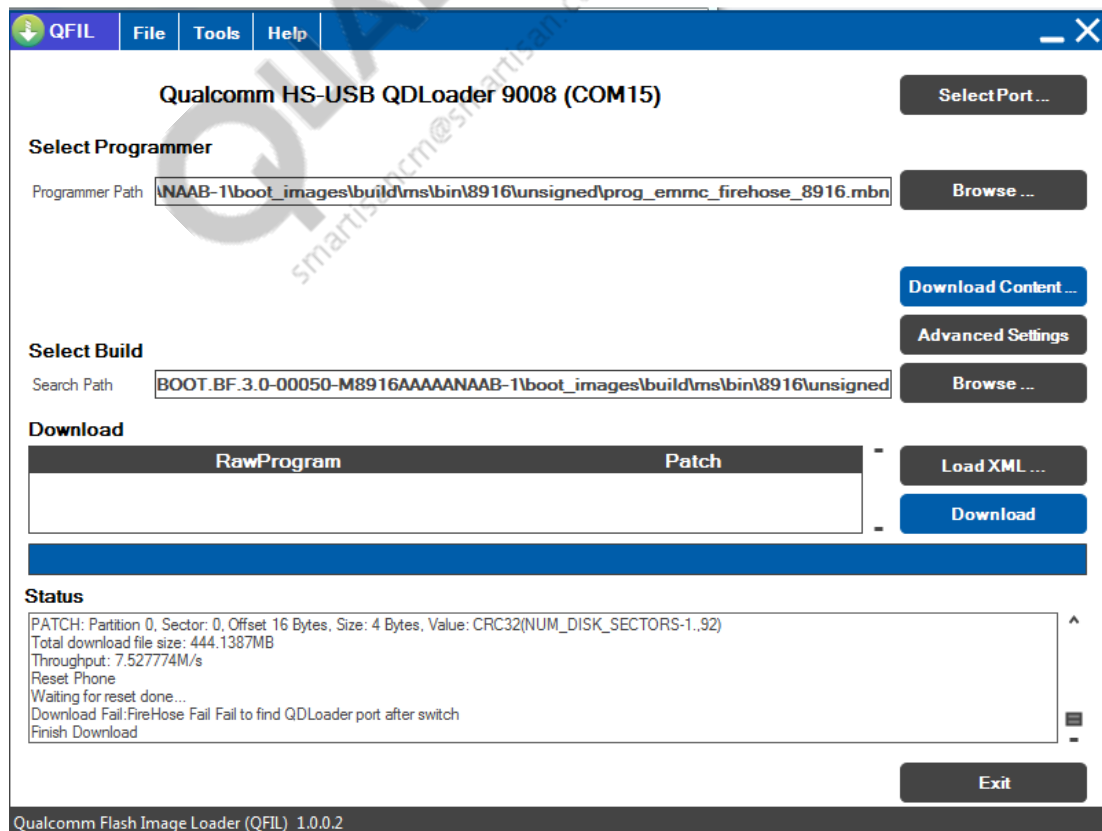 QFIL File Tools Help
Qualcomm HS-USB QDLoader 9008 (COM15)
Select Port ...
Select Programmer
Programmer Path \NAAB-1\boot_images\build\ms\bin\8916\unsigned\prog_emmc_firehose_8916.mbn Browse ...
Download Content ...
Advanced Settings
Select Build
Search Path BOOT.BF.3.0-00050-M8916AAAAANAAB-1\boot_images\build\ms\bin\8916\unsigned Browse ...
Download
RawProgram Patch
Load XML ...
Download
Status
PATCH: Partition 0, Sector: 0, Offset 16 Bytes, Size: 4 Bytes, Value: CRC32(NUM_DISK_SECTORS-1.,92)
Total download file size: 444.1387MB
Throughput: 7.527774M/s
Reset Phone
Waiting for reset done...
Download Fail:FireHose Fail Fail to find QDLoader port after switch
Finish Download
Exit
Qualcomm Flash Image Loader (QFIL) 1.0.0.2